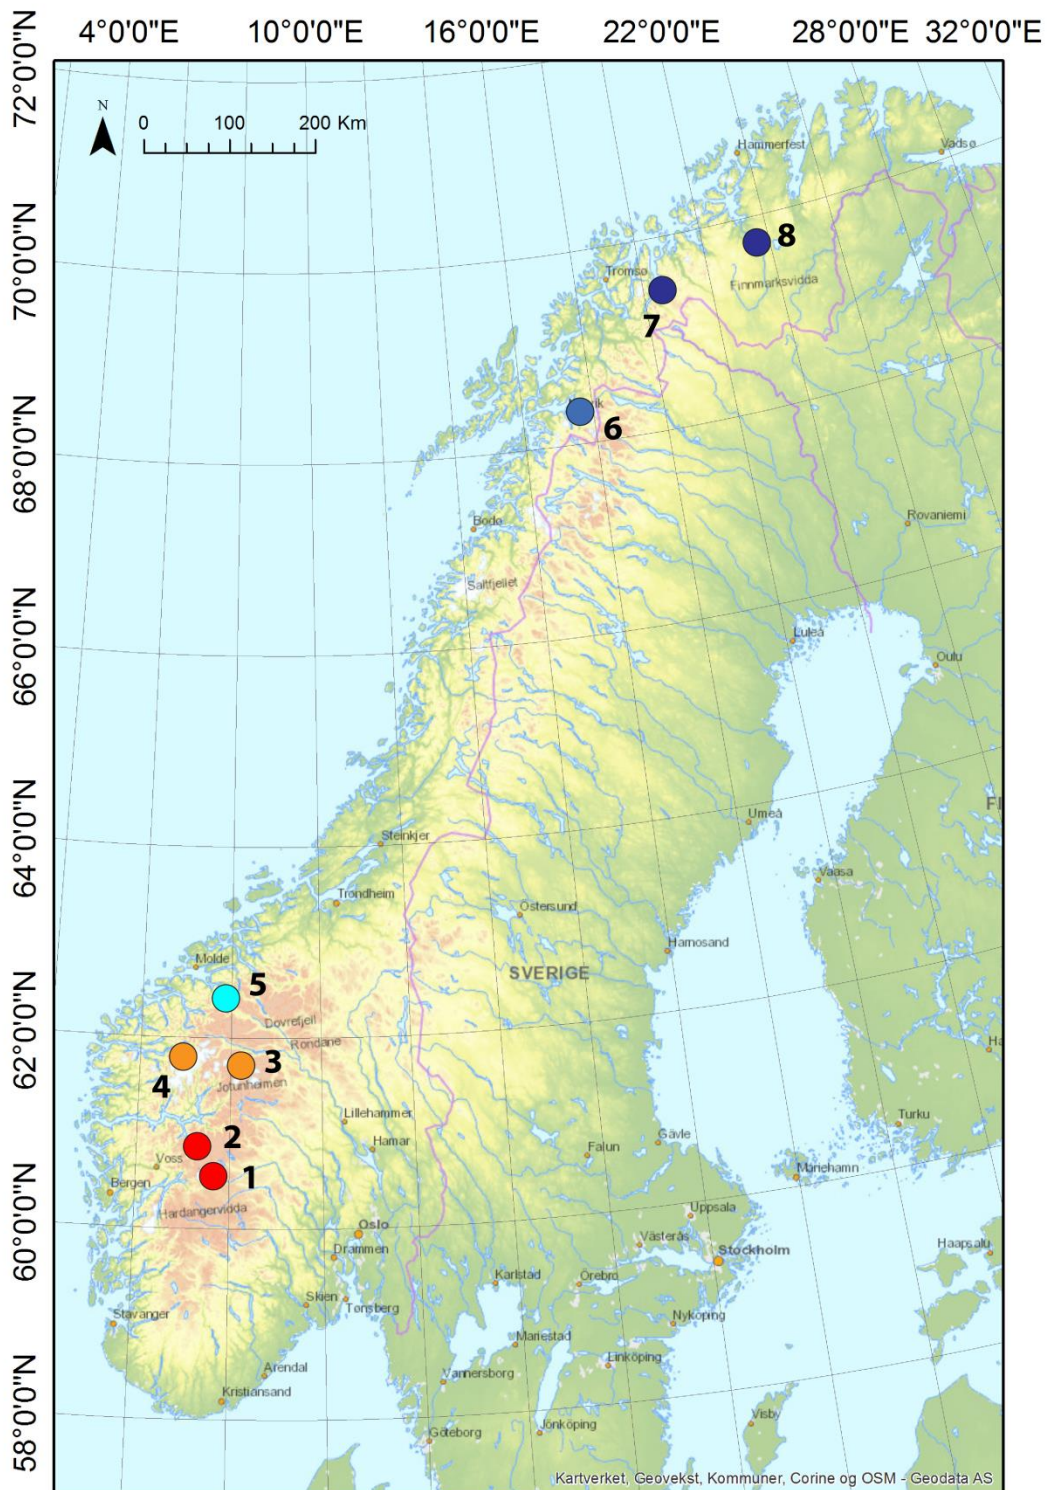 4°0'0"E 10°0'0"E 16°0'0"E 22°0'0"E 28°0'0"E 32°0'0"E
72°0'0"N
N
0 100 200 Km
Hammerfest
Vadsø
8
70°0'0"N
Tromsø
Finnmarksvidda
7
6
68°0'0"N
Bodø
Rovaniemi
Saltfjellet
66°0'0"N
Luleå
Oulu
64°0'0"N
Umeå
Steinkjer
Vaasa
Trondheim
Östersund
Härnösand
SVERIGE
Molde
5
62°0'0"N
Dovrefjell
Rondane
3
4
Jotunheimen
Lillehammer
Hamar
Turku
2
Voss
Falun
Gävle
Mariehamn
1
Bergen
Hardangervidda
60°0'0"N
Oslo
Uppsala
Västerås
Stockholm
Haapsalu
Drammen
Karlstad
Örebro
Skien
Tønsberg
Nyköping
Stavanger
Mariestad
Linköping
Arendal
Vännersborg
Kristiansand
Visby
58°0'0"N
Göteborg
Jönköping
Kartverket, Geovekst, Kommuner, Corine og OSM - Geodata AS